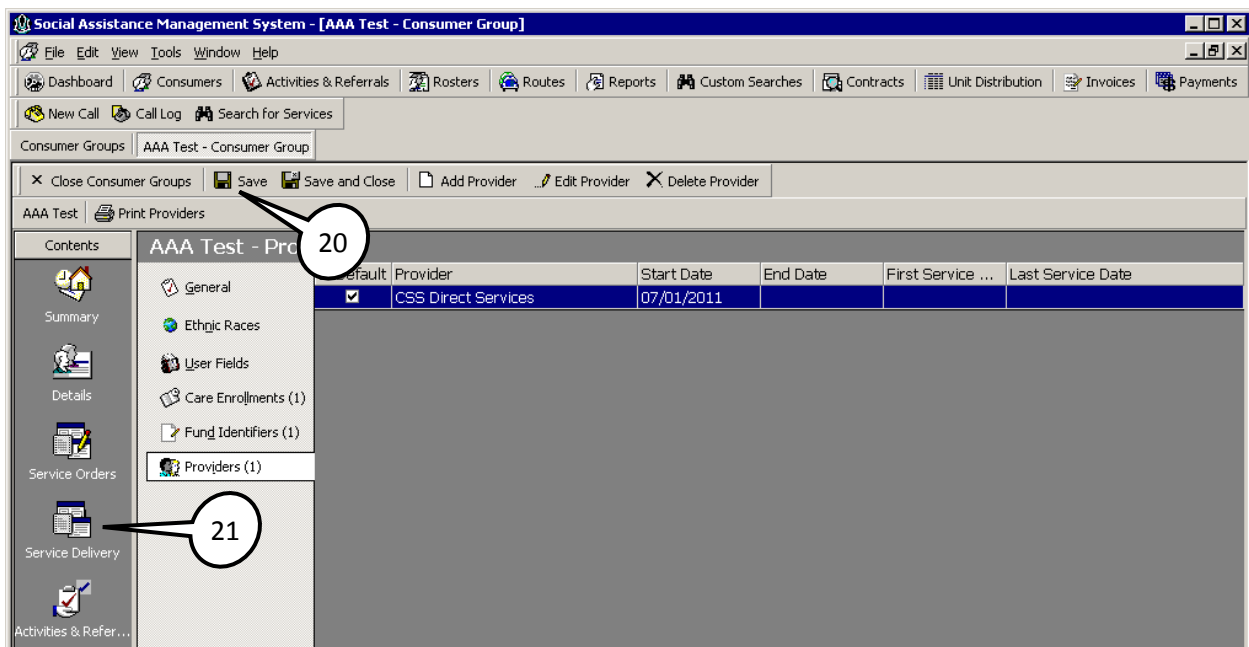 Social Assistance Management System - [AAA Test - Consumer Group]
File Edit View Tools Window Help
Dashboard Consumers Activities & Referrals Rosters Routes Reports Custom Searches Contracts Unit Distribution Invoices Payments
New Call Call Log Search for Services
Consumer Groups AAA Test - Consumer Group
Close Consumer Groups Save Save and Close Add Provider Edit Provider Delete Provider
AAA Test Print Providers
20
Contents AAA Test - Pro
efault Provider Start Date End Date First Service ... Last Service Date
CSS Direct Services 07/01/2011
General
Summary
Ethnic Races
User Fields
Details
Care Enrollments (1)
Fund Identifiers (1)
Providers (1)
Service Orders
21
Service Delivery
Activities & Refer...